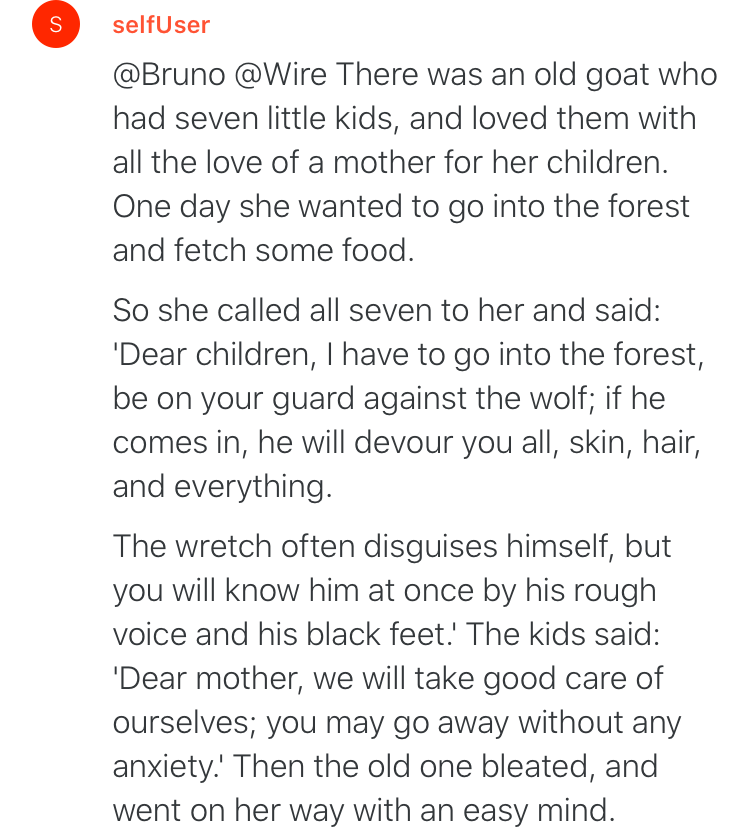 S
selfUser
@Bruno @Wire There was an old goat who
had seven little kids, and loved them with
all the love of a mother for her children.
One day she wanted to go into the forest
and fetch some food.
So she called all seven to her and said:
'Dear children, I have to go into the forest,
be on your guard against the wolf; if he
comes in, he will devour you all, skin, hair,
and everything.
The wretch often disguises himself, but
you will know him at once by his rough
voice and his black feet.' The kids said:
'Dear mother, we will take good care of
ourselves; you may go away without any
anxiety.' Then the old one bleated, and
went on her way with an easy mind.